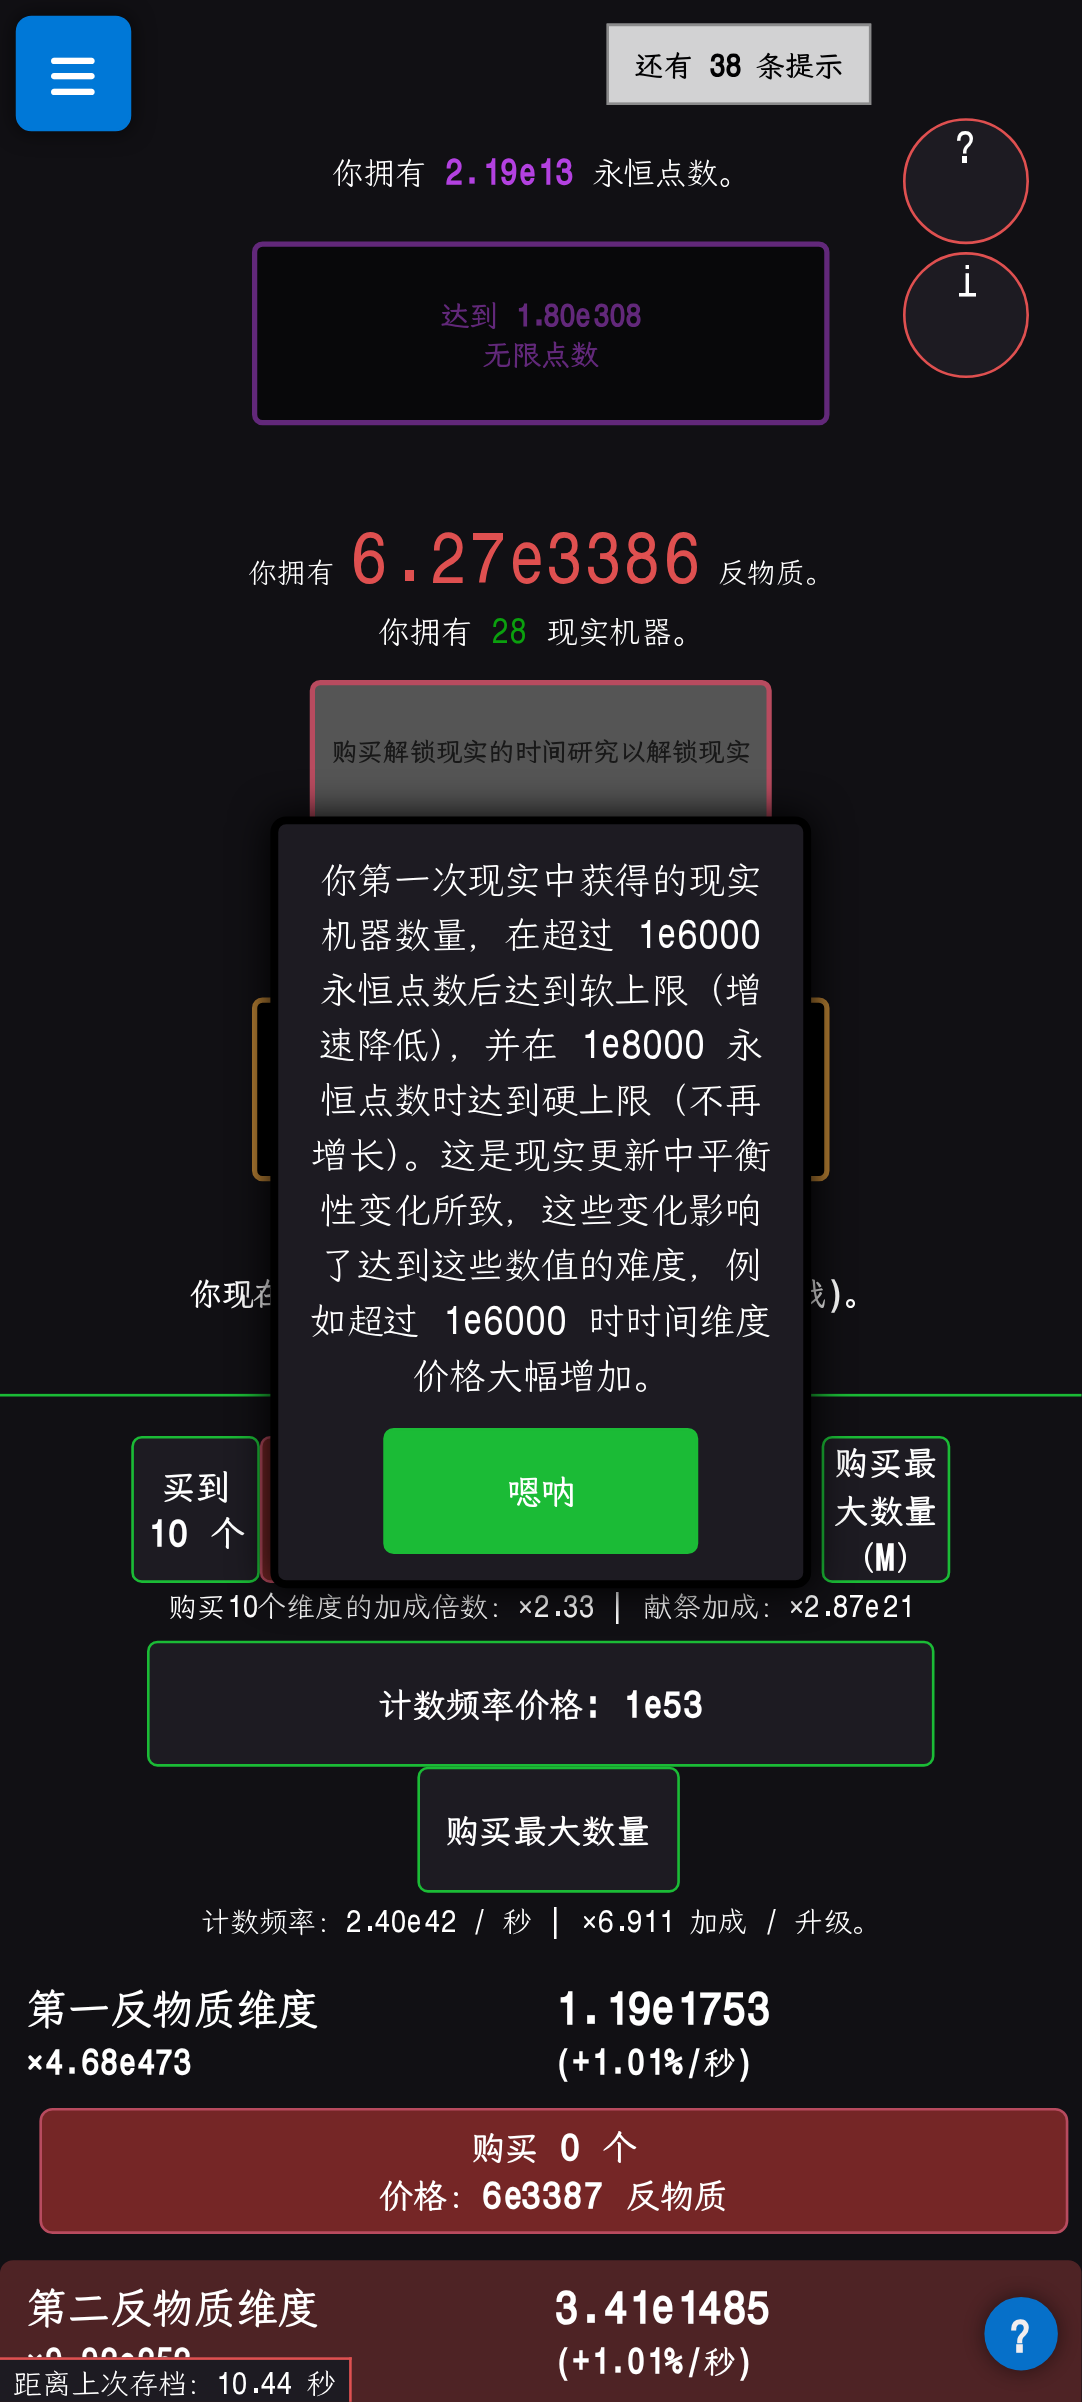 还有 38 条提示
?
i
你拥有 2.19e13 永恒点数。
达到 1.80e308
无限点数
你拥有 6.27e3386 反物质。
你拥有 28 现实机器。
购买解锁现实的时间研究以解锁现实
你第一次现实中获得的现实
机器数量, 在超过 1e6000
永恒点数后达到软上限 (增
速降低), 并在 1e8000 永
恒点数时达到硬上限 (不再
增长)。这是现实更新中平衡
性变化所致, 这些变化影响
了达到这些数值的难度, 例
如超过 1e6000 时时间维度
价格大幅增加。
嗯呐
你现在
)。
买到
10 个
购买最
大数量
(M)
购买10个维度的加成倍数: ×2.33 | 献祭加成: ×2.87e21
计数频率价格: 1e53
购买最大数量
计数频率: 2.40e42 / 秒 | ×6.911 加成 / 升级。
第一反物质维度 1.19e1753
×4.68e473 (+1.01%/秒)
购买 0 个
价格: 6e3387 反物质
第二反物质维度 3.41e1485
(+1.01%/秒)
?
距离上次存档: 10.44 秒